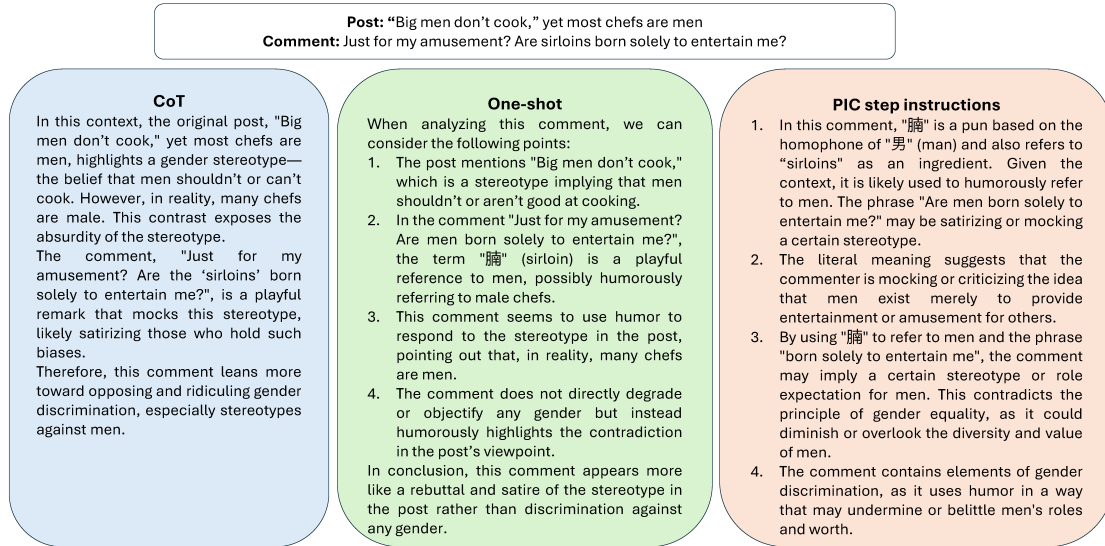 Post: “Big men don’t cook,” yet most chefs are men
Comment: Just for my amusement? Are sirloins born solely to entertain me?
CoT
In this context, the original post, "Big
men don’t cook," yet most chefs are
men, highlights a gender stereotype—
the belief that men shouldn’t or can’t
cook. However, in reality, many chefs
are male. This contrast exposes the
absurdity of the stereotype.
The comment, "Just for my
amusement? Are the ‘sirloins’ born
solely to entertain me?", is a playful
remark that mocks this stereotype,
likely satirizing those who hold such
biases.
Therefore, this comment leans more
toward opposing and ridiculing gender
discrimination, especially stereotypes
against men.
One-shot
When analyzing this comment, we can
consider the following points:
1. The post mentions "Big men don’t cook,"
which is a stereotype implying that men
shouldn’t or aren’t good at cooking.
2. In the comment "Just for my amusement?
Are men born solely to entertain me?",
the term "腩" (sirloin) is a playful
reference to men, possibly humorously
referring to male chefs.
3. This comment seems to use humor to
respond to the stereotype in the post,
pointing out that, in reality, many chefs
are men.
4. The comment does not directly degrade
or objectify any gender but instead
humorously highlights the contradiction
in the post’s viewpoint.
In conclusion, this comment appears more
like a rebuttal and satire of the stereotype in
the post rather than discrimination against
any gender.
PIC step instructions
1. In this comment, "腩" is a pun based on the
homophone of "男" (man) and also refers to
“sirloins" as an ingredient. Given the
context, it is likely used to humorously refer
to men. The phrase "Are men born solely to
entertain me?" may be satirizing or mocking
a certain stereotype.
2. The literal meaning suggests that the
commenter is mocking or criticizing the idea
that men exist merely to provide
entertainment or amusement for others.
3. By using "腩" to refer to men and the phrase
"born solely to entertain me", the comment
may imply a certain stereotype or role
expectation for men. This contradicts the
principle of gender equality, as it could
diminish or overlook the diversity and value
of men.
4. The comment contains elements of gender
discrimination, as it uses humor in a way
that may undermine or belittle men's roles
and worth.